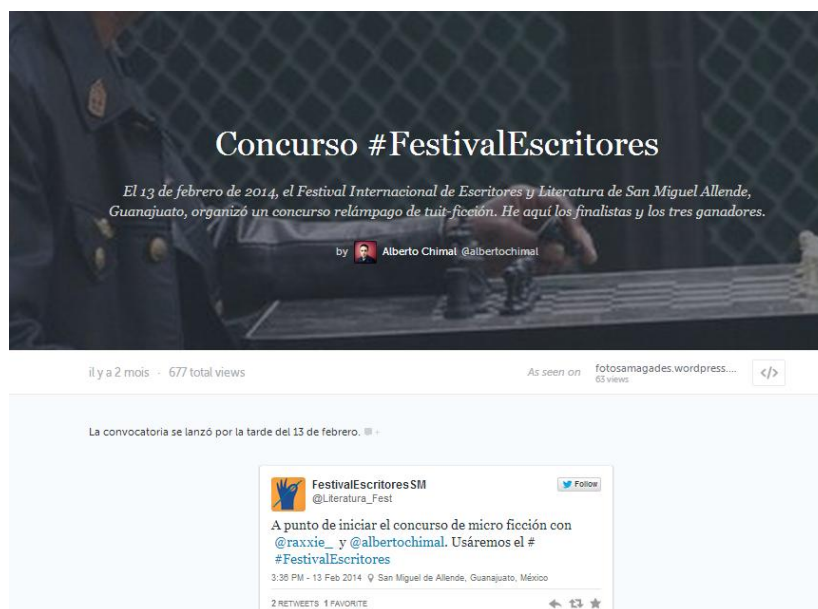 Concurso #FestivalEscritores
El 13 de febrero de 2014, el Festival Internacional de Escritores y Literatura de San Miguel Allende,
Guanajuato, organizó un concurso relámpago de tuit-ficción. He aquí los finalistas y los tres ganadores.
by Alberto Chimal @albertochimal
il y a 2 mois · 677 total views
As seen on fotosamagades.wordpress....
63 views
</>
La convocatoria se lanzó por la tarde del 13 de febrero.
FestivalEscritoresSM
@Literatura_Fest
Follow
A punto de iniciar el concurso de micro ficción con
@raxxie_ y @albertochimal. Usáremos el #
#FestivalEscritores
3:36 PM - 13 Feb 2014 San Miguel de Allende, Guanajuato, México
2 RETWEETS 1 FAVORITE